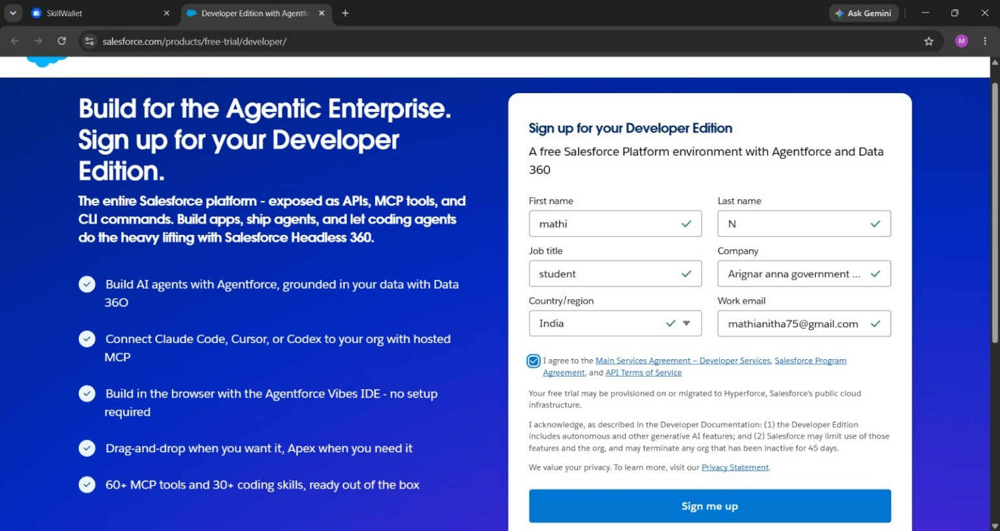 SkillWallet
Developer Edition with Agentfo
Ask Gemini
salesforce.com/products/free-trial/developer/
M
Build for the Agentic Enterprise.
Sign up for your Developer
Edition.
The entire Salesforce platform - exposed as APIs, MCP tools, and
CLI commands. Build apps, ship agents, and let coding agents
do the heavy lifting with Salesforce Headless 360.
Build AI agents with Agentforce, grounded in your data with Data
36O
Connect Claude Code, Cursor, or Codex to your org with hosted
MCP
Build in the browser with the Agentforce Vibes IDE - no setup
required
Drag-and-drop when you want it, Apex when you need it
60+ MCP tools and 30+ coding skills, ready out of the box
Sign up for your Developer Edition
A free Salesforce Platform environment with Agentforce and Data
360
First name
Last name
mathi
N
Job title
Company
student
Arignar anna government ...
Country/region
Work email
India
mathianitha75@gmail.com
I agree to the Main Services Agreement – Developer Services, Salesforce Program
Agreement, and API Terms of Service
Your free trial may be provisioned on or migrated to Hyperforce, Salesforce's public cloud
infrastructure.
I acknowledge, as described in the Developer Documentation: (1) the Developer Edition
includes autonomous and other generative AI features; and (2) Salesforce may limit use of those
features and the org, and may terminate any org that has been inactive for 45 days.
We value your privacy. To learn more, visit our Privacy Statement.
Sign me up